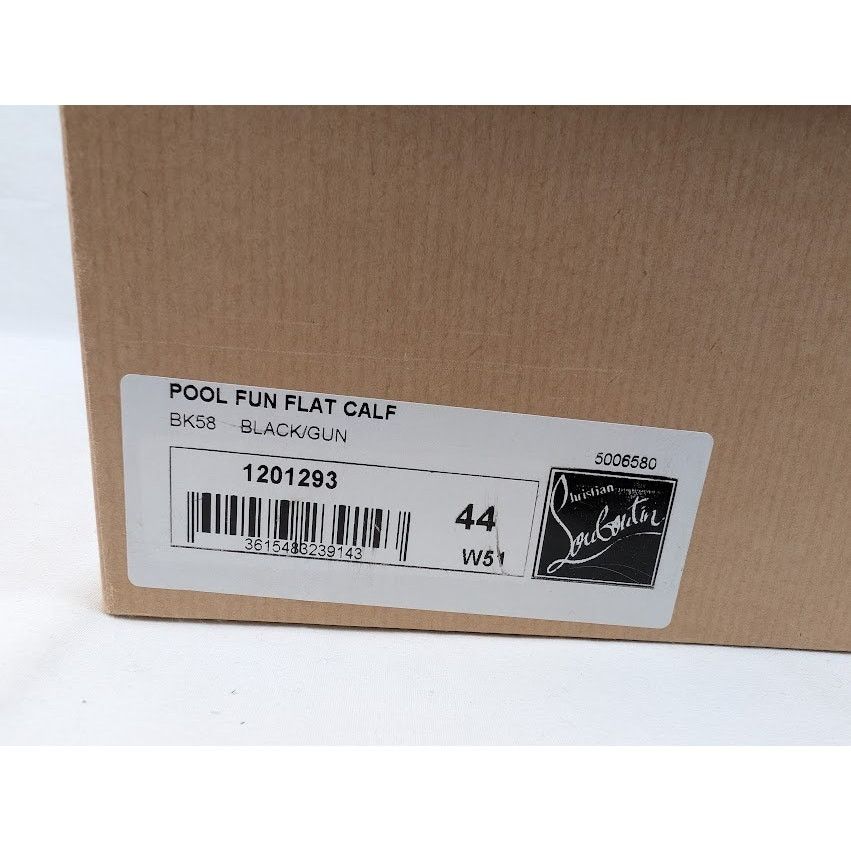 POOL FUN FLAT CALF
BK58 BLACK/GUN
5006580
1201293
3615483239143
44
W51
Christian
Louboutin